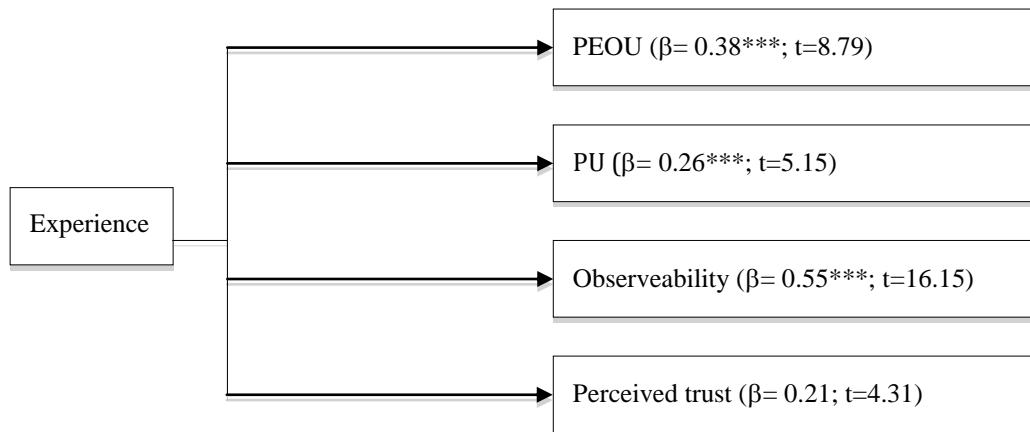 PEOU (β= 0.38***; t=8.79)
PU (β= 0.26***; t=5.15)
Experience
Observeability (β= 0.55***; t=16.15)
Perceived trust (β= 0.21; t=4.31)